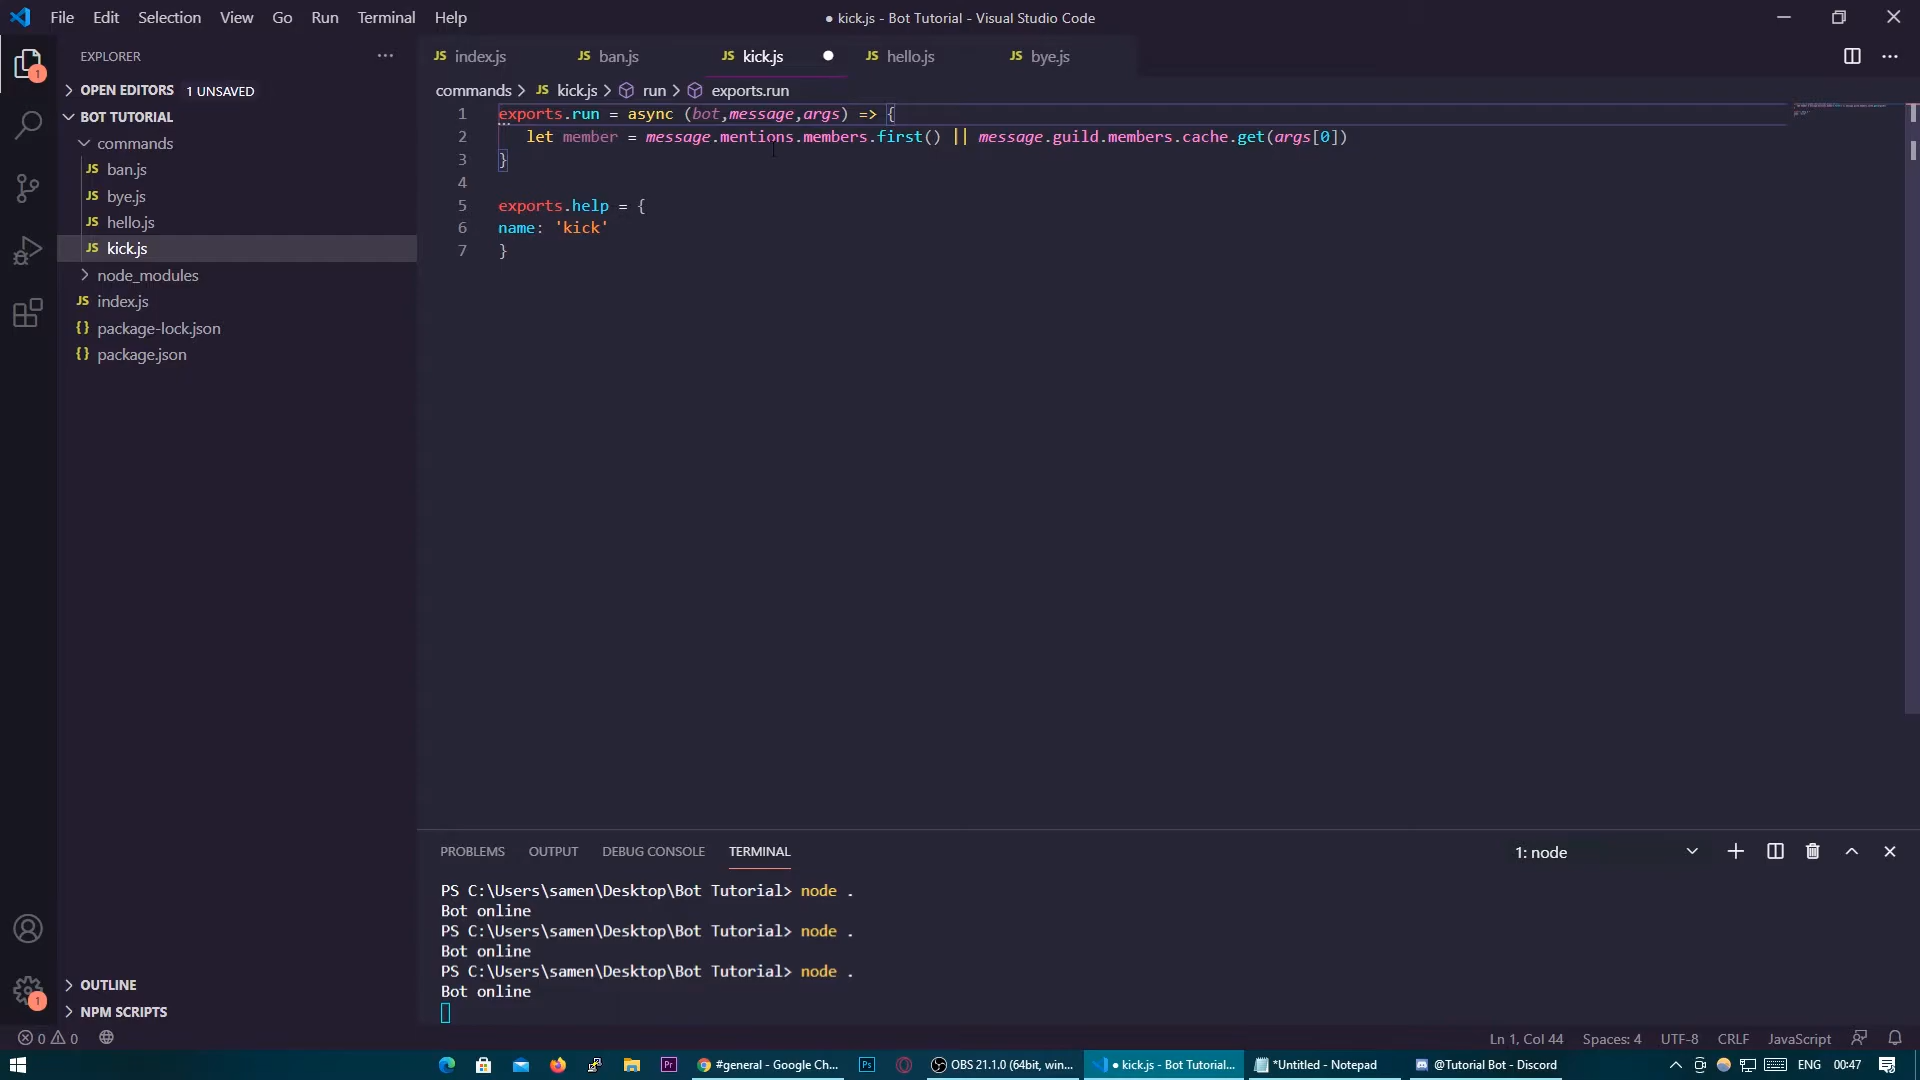 File Edit Selection View Go Run Terminal Help
● kick.js - Bot Tutorial - Visual Studio Code
EXPLORER
OPEN EDITORS 1 UNSAVED
BOT TUTORIAL
commands
JS ban.js
JS bye.js
JS hello.js
JS kick.js
node_modules
JS index.js
{} package-lock.json
{} package.json
OUTLINE
NPM SCRIPTS
1
1
JS index.js JS ban.js JS kick.js ● JS hello.js JS bye.js
commands > JS kick.js > run > exports.run
1 exports.run = async (bot,message,args) => {
2 let member = message.mentions.members.first() || message.guild.members.cache.get(args[0])
3 }
4
5 exports.help = {
6 name: 'kick'
7 }
PROBLEMS OUTPUT DEBUG CONSOLE TERMINAL 1: node
PS C:\Users\samen\Desktop\Bot Tutorial> node .
Bot online
PS C:\Users\samen\Desktop\Bot Tutorial> node .
Bot online
PS C:\Users\samen\Desktop\Bot Tutorial> node .
Bot online
0 0 Ln 1, Col 44 Spaces: 4 UTF-8 CRLF JavaScript
Pr #general - Google Ch... Ps OBS 21.1.0 (64bit, win... ● kick.js - Bot Tutorial... *Untitled - Notepad @Tutorial Bot - Discord ENG 00:47